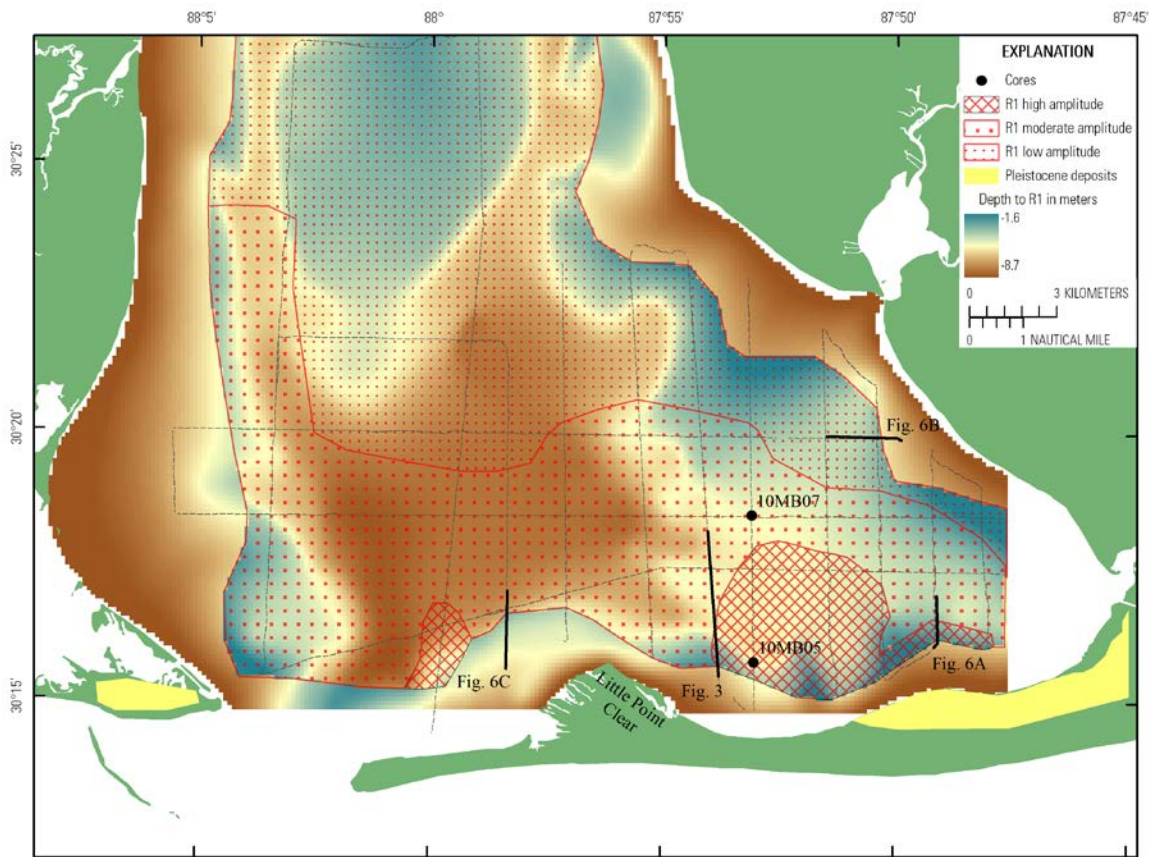 88°5' 88° 87°55' 87°50' 87°45'
EXPLANATION
Cores
R1 high amplitude
R1 moderate amplitude
R1 low amplitude
Pleistocene deposits
Depth to R1 in meters
-1.6
-8.7
0 3 KILOMETERS
0 1 NAUTICAL MILE
30°25'
30°20'
30°15'
Fig. 6B
10MB07
10MB05
Fig. 6A
Fig. 6C
Fig. 3
Little Point
Clear